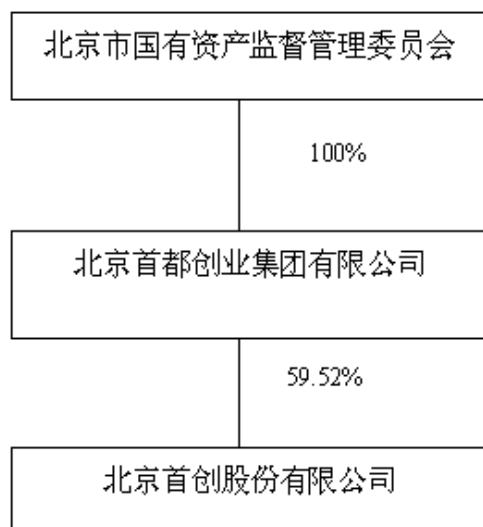 北京市国有资产监督管理委员会
100%
北京首都创业集团有限公司
59.52%
北京首创股份有限公司